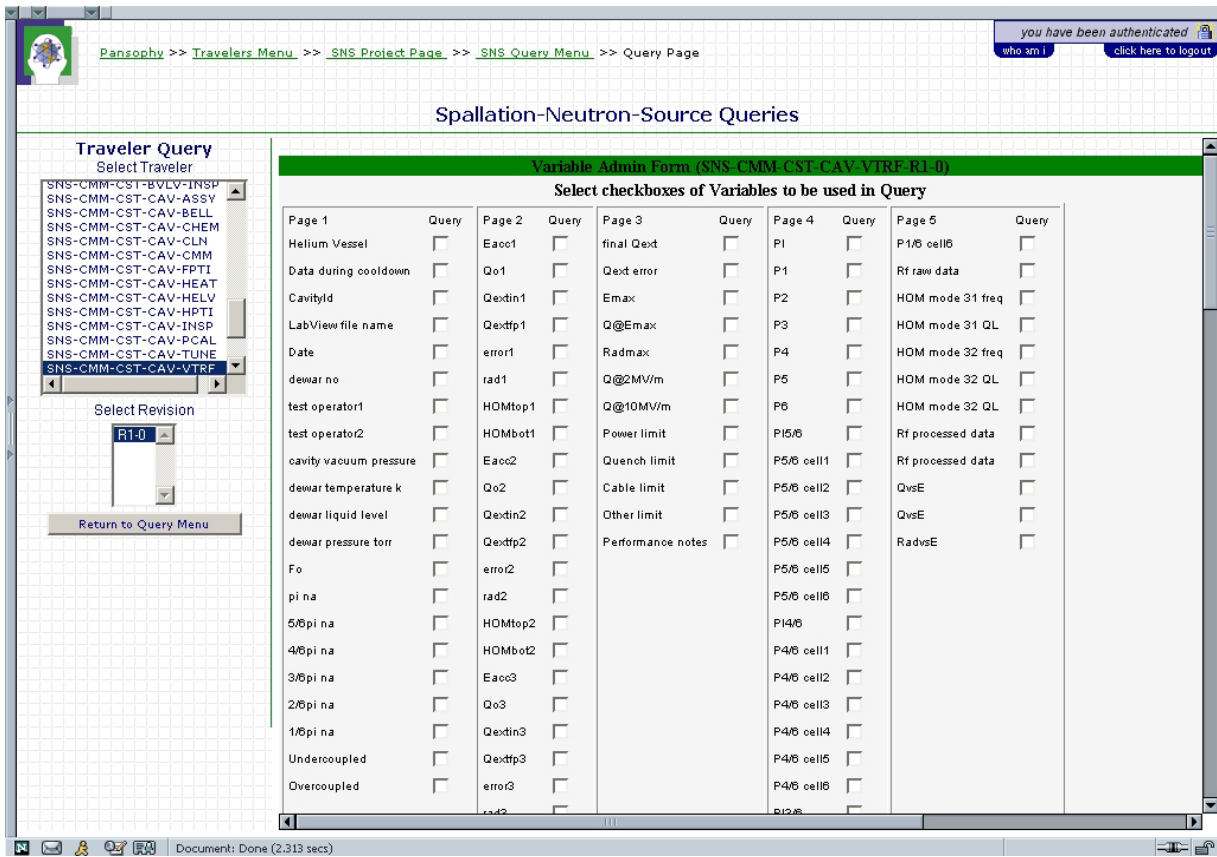 you have been authenticated
who am i
click here to logout
Pansophy >> Travelers Menu >> SNS Project Page >> SNS Query Menu >> Query Page
Spallation-Neutron-Source Queries
Traveler Query
Select Traveler
SNS-CMM-CST-BVLV-INSP
SNS-CMM-CST-CAV-ASSY
SNS-CMM-CST-CAV-BELL
SNS-CMM-CST-CAV-CHEM
SNS-CMM-CST-CAV-CLN
SNS-CMM-CST-CAV-CMM
SNS-CMM-CST-CAV-FPTI
SNS-CMM-CST-CAV-HEAT
SNS-CMM-CST-CAV-HELV
SNS-CMM-CST-CAV-HPTI
SNS-CMM-CST-CAV-INSP
SNS-CMM-CST-CAV-PCAL
SNS-CMM-CST-CAV-TUNE
SNS-CMM-CST-CAV-VTRF
Select Revision
R1-0
Return to Query Menu
Variable Admin Form (SNS-CMM-CST-CAV-VTRF-R1-0)
Select checkboxes of Variables to be used in Query
Page 1 Query
Helium Vessel
Data during cooldown
CavityId
LabView file name
Date
dewar no
test operator1
test operator2
cavity vacuum pressure
dewar temperature k
dewar liquid level
dewar pressure torr
Fo
pi na
5/6pi na
4/6pi na
3/6pi na
2/6pi na
1/6pi na
Undercoupled
Overcoupled
Page 2 Query
Eacc1
Qo1
Qextin1
Qextfp1
error1
rad1
HOMtop1
HOMbot1
Eacc2
Qo2
Qextin2
Qextfp2
error2
rad2
HOMtop2
HOMbot2
Eacc3
Qo3
Qextin3
Qextfp3
error3
rad3
Page 3 Query
final Qext
Qext error
Emax
Q@Emax
Radmax
Q@2MV/m
Q@10MV/m
Power limit
Quench limit
Cable limit
Other limit
Performance notes
Page 4 Query
PI
P1
P2
P3
P4
P5
P6
PI5/6
P5/6 cell1
P5/6 cell2
P5/6 cell3
P5/6 cell4
P5/6 cell5
P5/6 cell6
PI4/6
P4/6 cell1
P4/6 cell2
P4/6 cell3
P4/6 cell4
P4/6 cell5
P4/6 cell6
PI3/6
Page 5 Query
P1/6 cell6
Rf raw data
HOM mode 31 freq
HOM mode 31 QL
HOM mode 32 freq
HOM mode 32 QL
HOM mode 32 QL
Rf processed data
Rf processed data
QvsE
QvsE
RadvsE
Document: Done (2.313 secs)